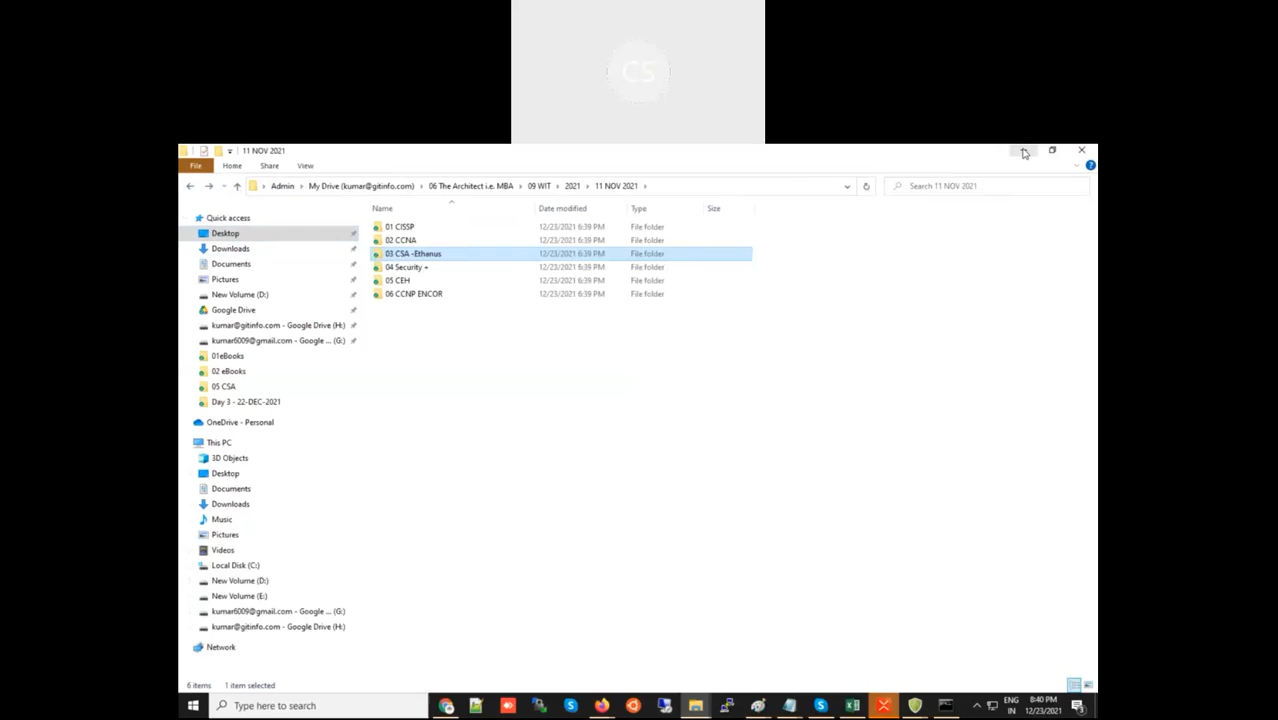 CS
11 NOV 2021
File Home Share View
Admin My Drive (kumar@gitinfo.com) 06 The Architect i.e. MBA 09 WIT 2021 11 NOV 2021
Search 11 NOV 2021
Name Date modified Type Size
01 CISSP 12/23/2021 6:39 PM File folder
02 CCNA 12/23/2021 6:39 PM File folder
03 CSA -Ethanus 12/23/2021 6:39 PM File folder
04 Security + 12/23/2021 6:39 PM File folder
05 CEH 12/23/2021 6:39 PM File folder
06 CCNP ENCOR 12/23/2021 6:39 PM File folder
Quick access
Desktop
Downloads
Documents
Pictures
New Volume (D:)
Google Drive
kumar@gitinfo.com - Google Drive (H:)
kumar6009@gmail.com - Google ... (G:)
01eBooks
02 eBooks
05 CSA
Day 3 - 22-DEC-2021
OneDrive - Personal
This PC
3D Objects
Desktop
Documents
Downloads
Music
Pictures
Videos
Local Disk (C:)
New Volume (D:)
New Volume (E:)
kumar6009@gmail.com - Google ... (G:)
kumar@gitinfo.com - Google Drive (H:)
Network
6 items 1 item selected
Type here to search
ENG 8:40 PM
IN 12/23/2021
3